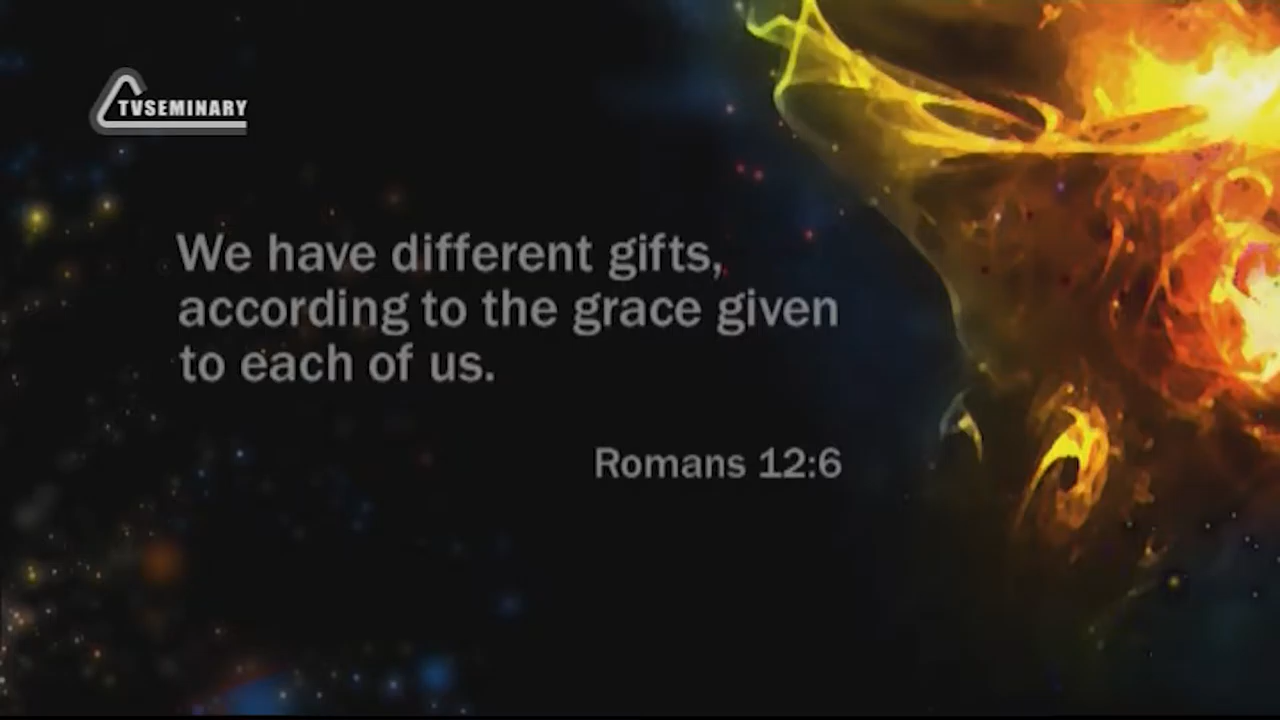 TVSEMINARY
We have different gifts,
according to the grace given
to each of us.
Romans 12:6